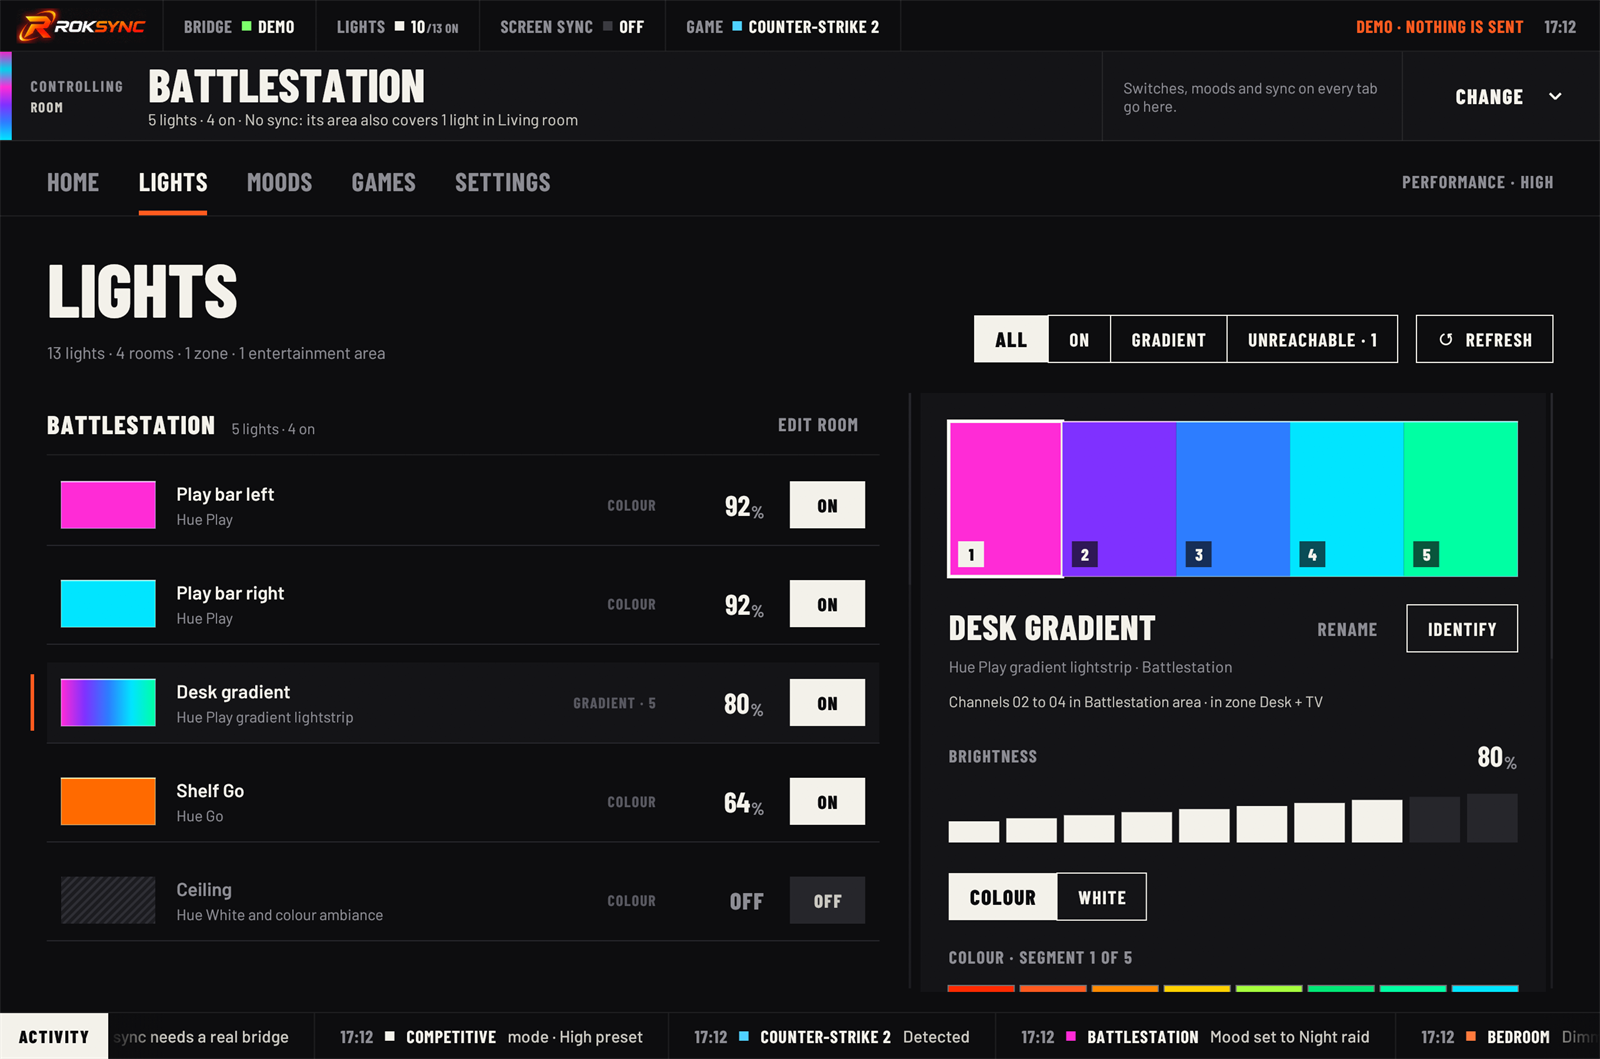 ROKSYNC
BRIDGE DEMO
LIGHTS 10/13 ON
SCREEN SYNC OFF
GAME COUNTER-STRIKE 2
DEMO · NOTHING IS SENT 17:12
CONTROLLING
ROOM
BATTLESTATION
5 lights · 4 on · No sync: its area also covers 1 light in Living room
Switches, moods and sync on every tab
go here.
CHANGE
HOME LIGHTS MOODS GAMES SETTINGS
PERFORMANCE · HIGH
LIGHTS
13 lights · 4 rooms · 1 zone · 1 entertainment area
ALL ON GRADIENT UNREACHABLE · 1
REFRESH
BATTLESTATION 5 lights · 4 on EDIT ROOM
Play bar left
Hue Play
COLOUR 92% ON
Play bar right
Hue Play
COLOUR 92% ON
Desk gradient
Hue Play gradient lightstrip
GRADIENT · 5 80% ON
Shelf Go
Hue Go
COLOUR 64% ON
Ceiling
Hue White and colour ambiance
COLOUR OFF OFF
1 2 3 4 5
DESK GRADIENT RENAME IDENTIFY
Hue Play gradient lightstrip · Battlestation
Channels 02 to 04 in Battlestation area · in zone Desk + TV
BRIGHTNESS 80%
COLOUR WHITE
COLOUR · SEGMENT 1 OF 5
ACTIVITY sync needs a real bridge 17:12 COMPETITIVE mode · High preset 17:12 COUNTER-STRIKE 2 Detected 17:12 BATTLESTATION Mood set to Night raid 17:12 BEDROOM